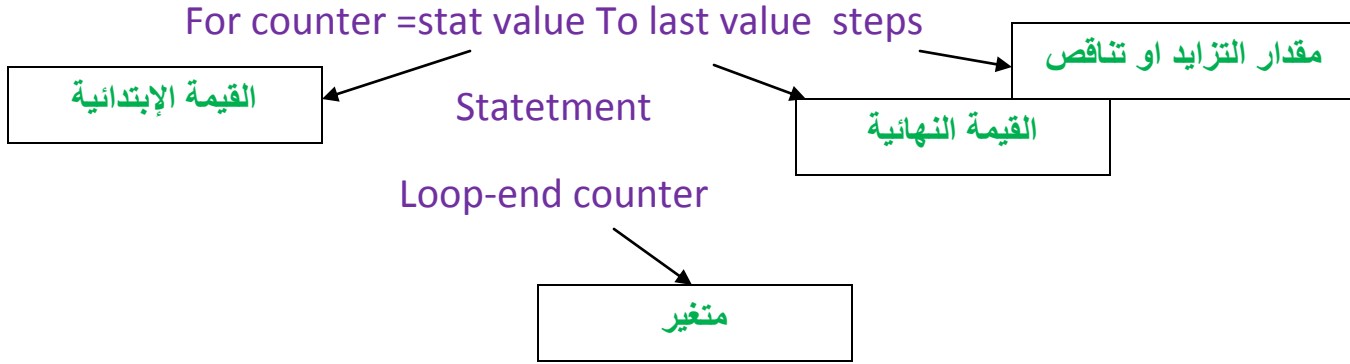 For counter =stat value To last value steps
مقدار التزايد او تناقص
القيمة الإبتدائية
Statetment
القيمة النهائية
Loop-end counter
متغير